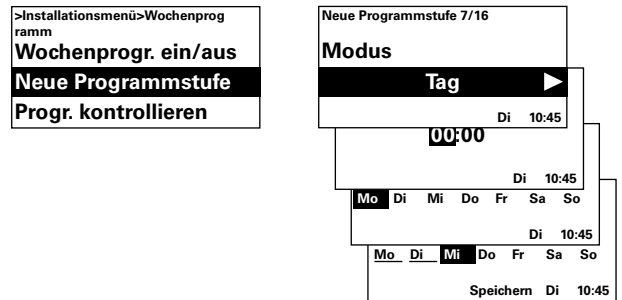 >Installationsmenü>Wochenprog
ramm
Wochenprogr. ein/aus
Neue Programmstufe
Progr. kontrollieren
Neue Programmstufe 7/16
Modus
Tag
Di 10:45
00:00
Di 10:45
Mo Di Mi Do Fr Sa So
Di 10:45
Mo Di Mi Do Fr Sa So
Speichern Di 10:45